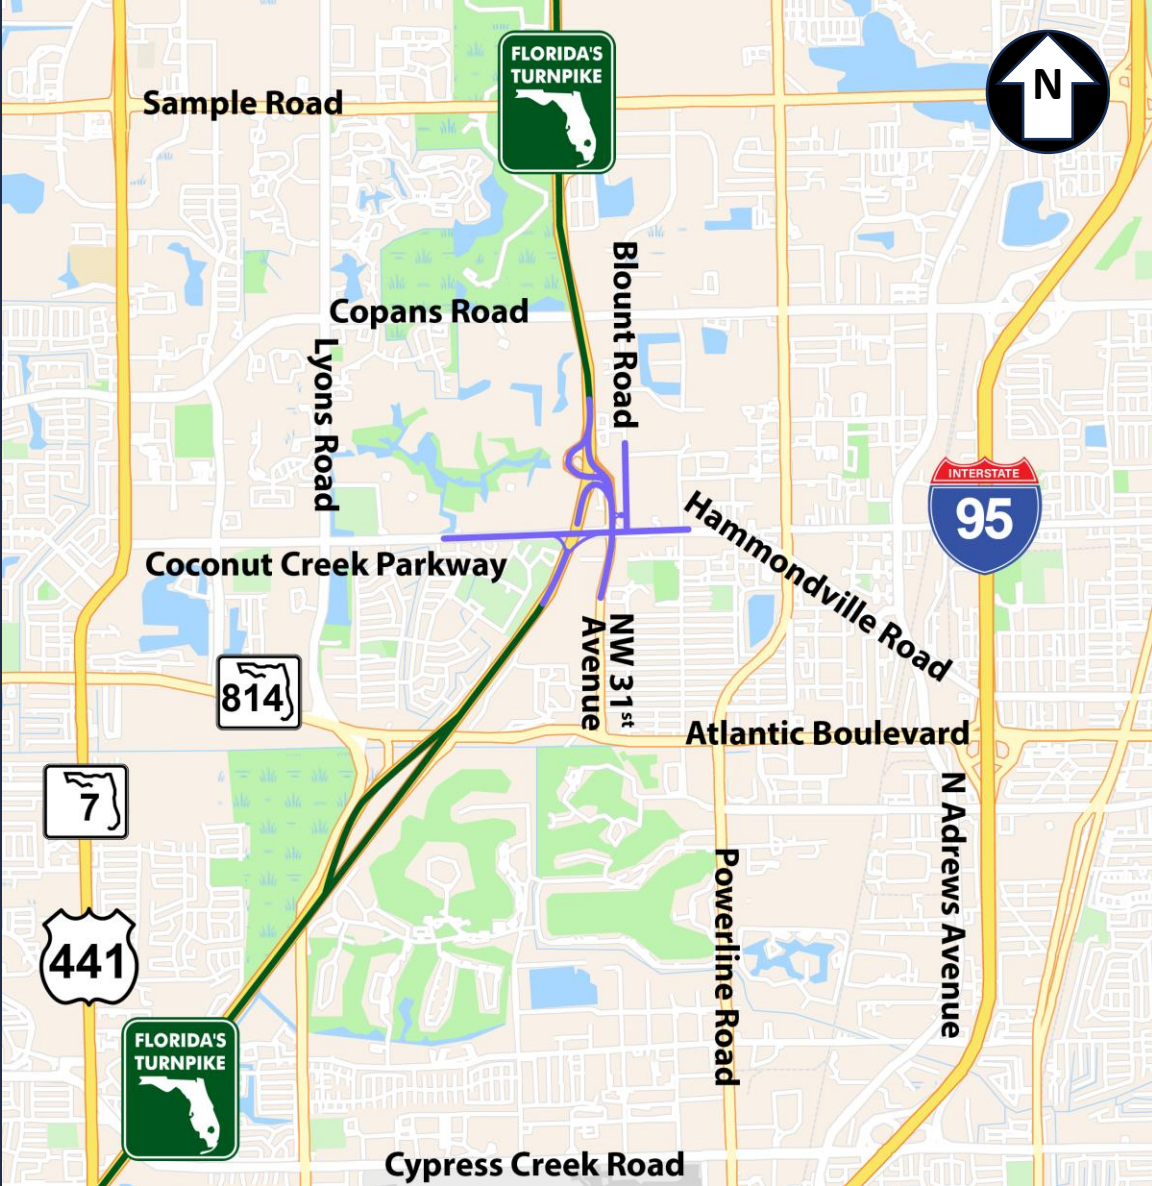 FLORIDA'S
TURNPIKE
N
Sample Road
Blount Road
Copans Road
Lyons Road
INTERSTATE
95
Hammondville Road
Coconut Creek Parkway
NW 31st
Avenue
814
Atlantic Boulevard
7
N Adrews Avenue
Powerline Road
441
FLORIDA'S
TURNPIKE
Cypress Creek Road